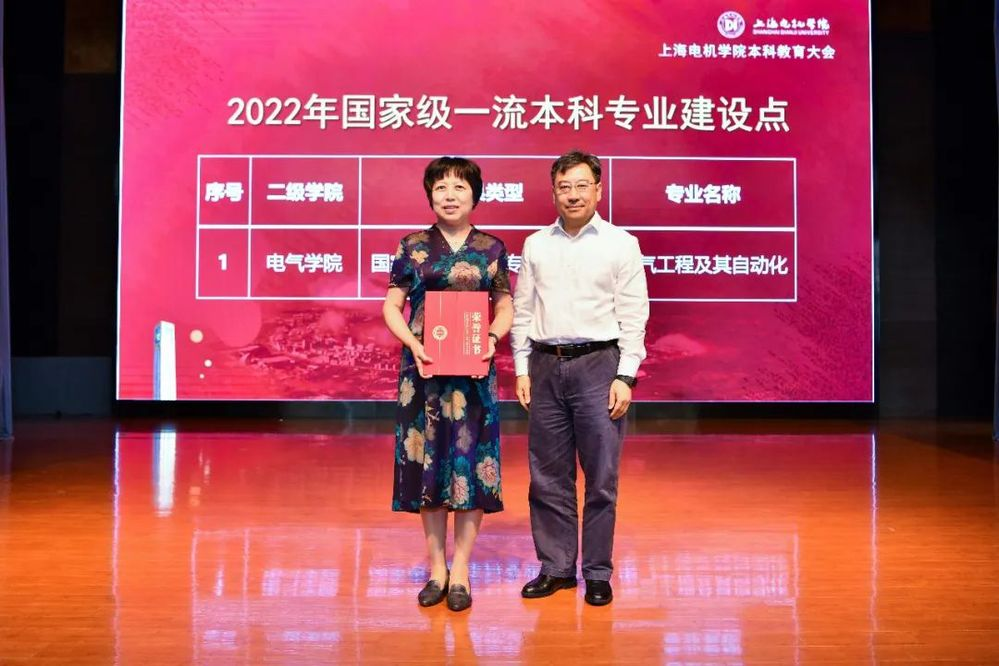 上海电机学院
SHANGHAI DIANJI UNIVERSITY
上海电机学院本科教育大会
2022年国家级一流本科专业建设点
序号 二级学院 类型 专业名称
1 电气学院 国 专 气工程及其自动化
荣誉证书